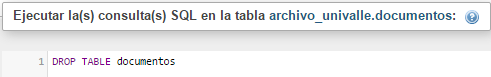 Ejecutar la(s) consulta(s) SQL en la tabla archivo_univalle.documentos:
1 DROP TABLE documentos